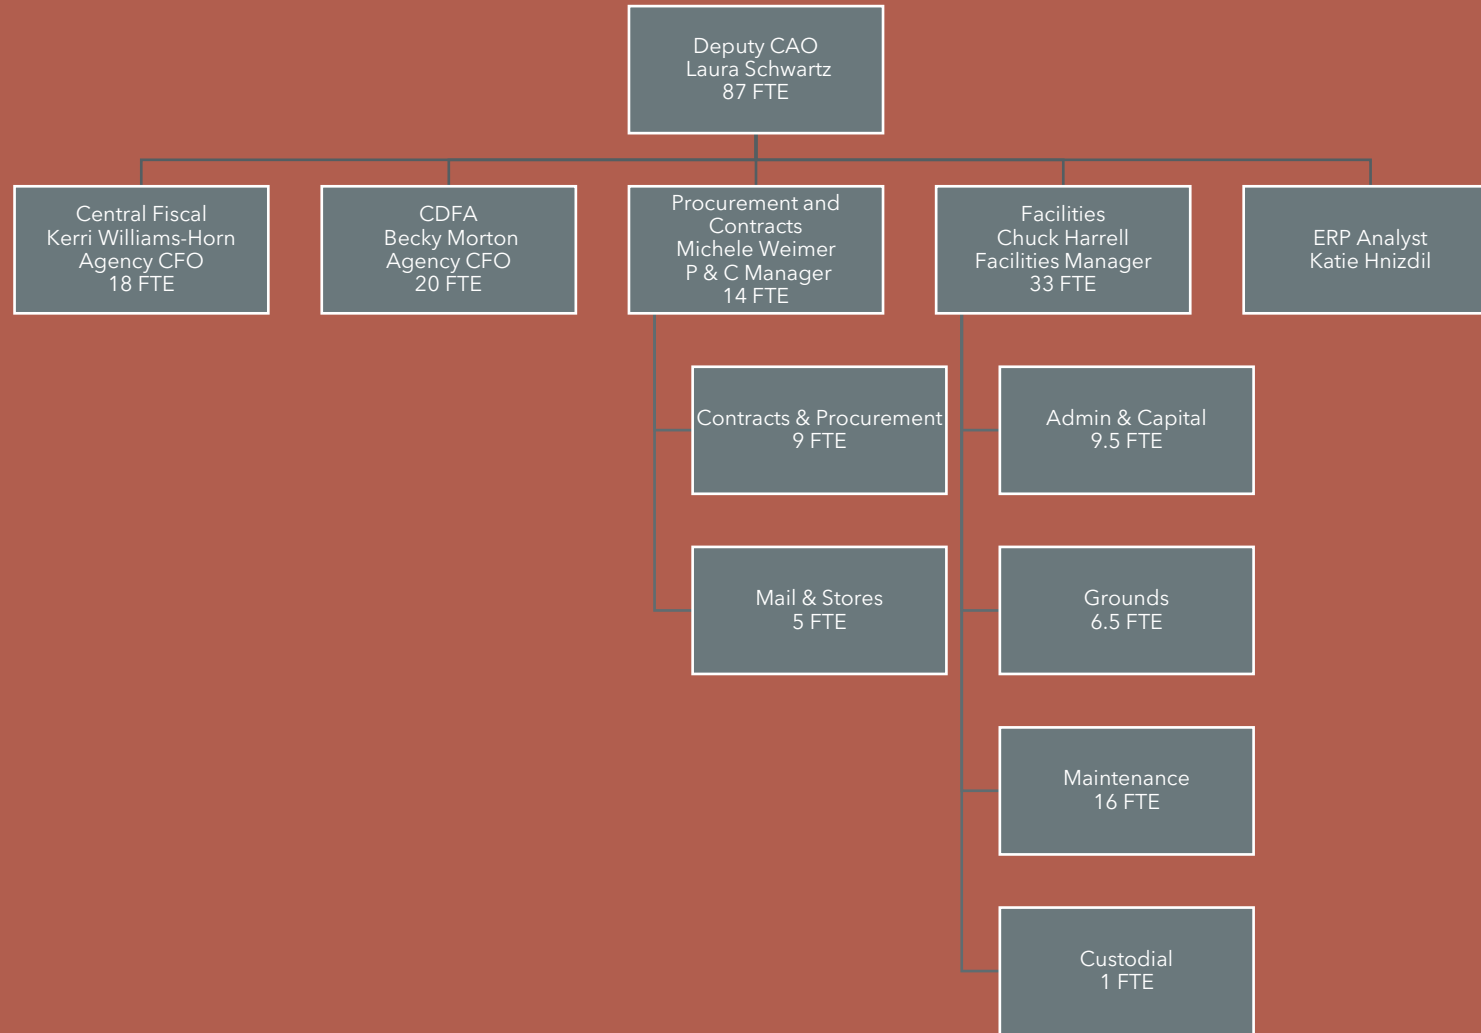 Deputy CAO
Laura Schwartz
87 FTE
Central Fiscal
Kerri Williams-Horn
Agency CFO
18 FTE
CDFA
Becky Morton
Agency CFO
20 FTE
Procurement and
Contracts
Michele Weimer
P & C Manager
14 FTE
Facilities
Chuck Harrell
Facilities Manager
33 FTE
ERP Analyst
Katie Hnizdil
Contracts & Procurement
9 FTE
Mail & Stores
5 FTE
Admin & Capital
9.5 FTE
Grounds
6.5 FTE
Maintenance
16 FTE
Custodial
1 FTE